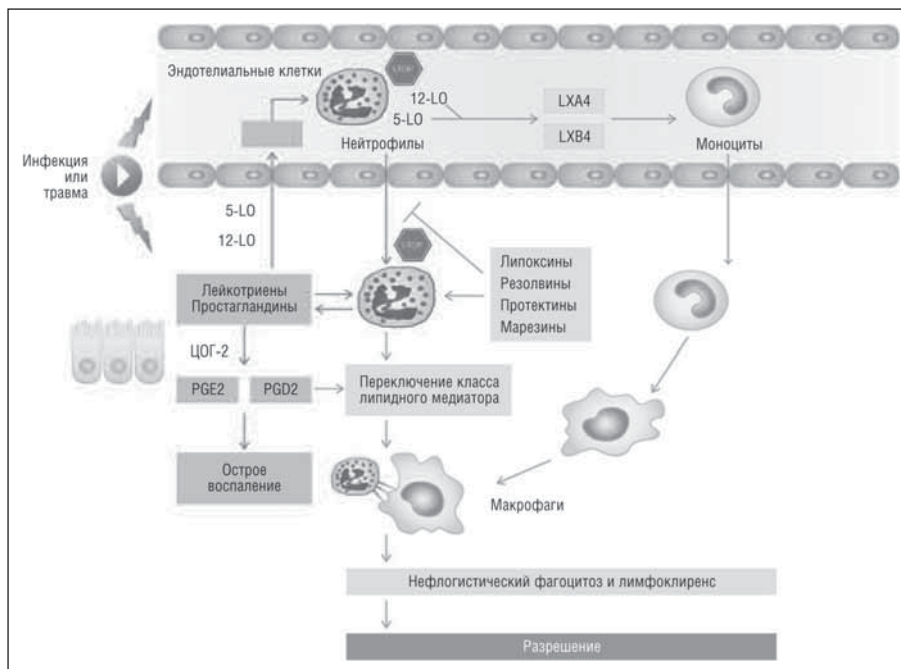 Эндотелиальные клетки
STOP
12-LO
5-LO
Нейтрофилы
LXA4
LXB4
Моноциты
Инфекция
или
травма
5-LO
12-LO
STOP
Лейкотриены
Простагландины
Липоксины
Резолвины
Протектины
Марезины
ЦОГ-2
PGE2
PGD2
Переключение класса
липидного медиатора
Острое
воспаление
Макрофаги
Нефлогистический фагоцитоз и лимфоклиренс
Разрешение